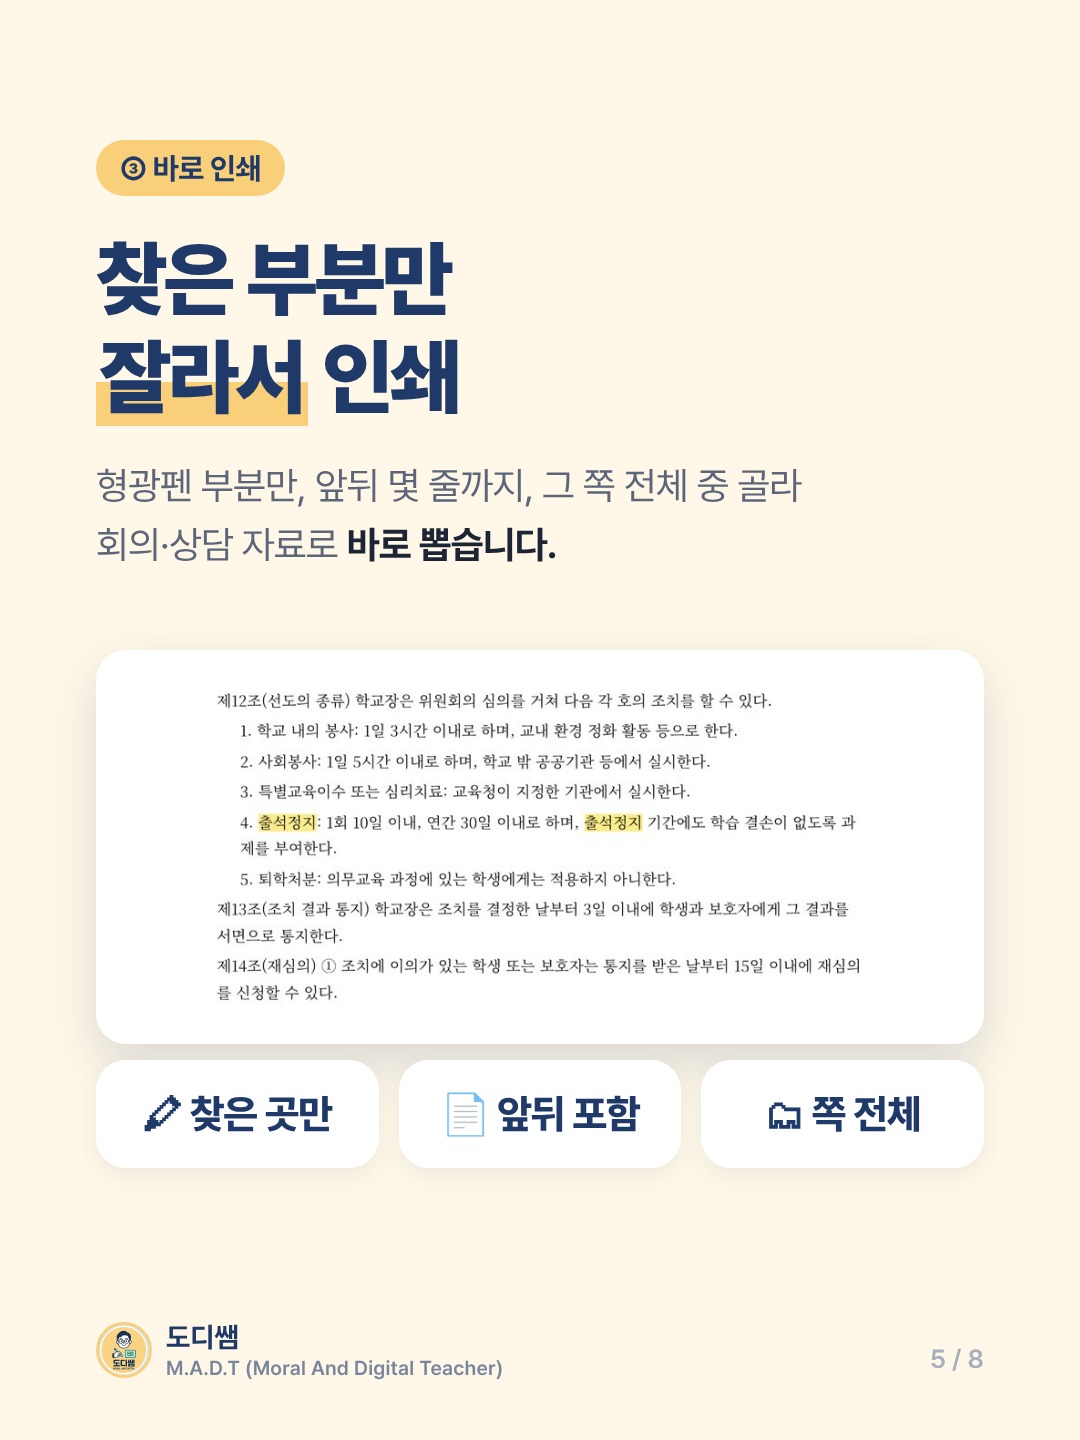 ③ 바로 인쇄
찾은 부분만
잘라서 인쇄
형광펜 부분만, 앞뒤 몇 줄까지, 그 쪽 전체 중 골라
회의·상담 자료로 바로 뽑습니다.
제12조(선도의 종류) 학교장은 위원회의 심의를 거쳐 다음 각 호의 조치를 할 수 있다.
1. 학교 내의 봉사: 1일 3시간 이내로 하며, 교내 환경 정화 활동 등으로 한다.
2. 사회봉사: 1일 5시간 이내로 하며, 학교 밖 공공기관 등에서 실시한다.
3. 특별교육이수 또는 심리치료: 교육청이 지정한 기관에서 실시한다.
4. 출석정지: 1회 10일 이내, 연간 30일 이내로 하며, 출석정지 기간에도 학습 결손이 없도록 과
제를 부여한다.
5. 퇴학처분: 의무교육 과정에 있는 학생에게는 적용하지 아니한다.
제13조(조치 결과 통지) 학교장은 조치를 결정한 날부터 3일 이내에 학생과 보호자에게 그 결과를
서면으로 통지한다.
제14조(재심의) ① 조치에 이의가 있는 학생 또는 보호자는 통지를 받은 날부터 15일 이내에 재심의
를 신청할 수 있다.
찾은 곳만
앞뒤 포함
쪽 전체
도디쌤
도디쌤
M.A.D.T (Moral And Digital Teacher)
5 / 8